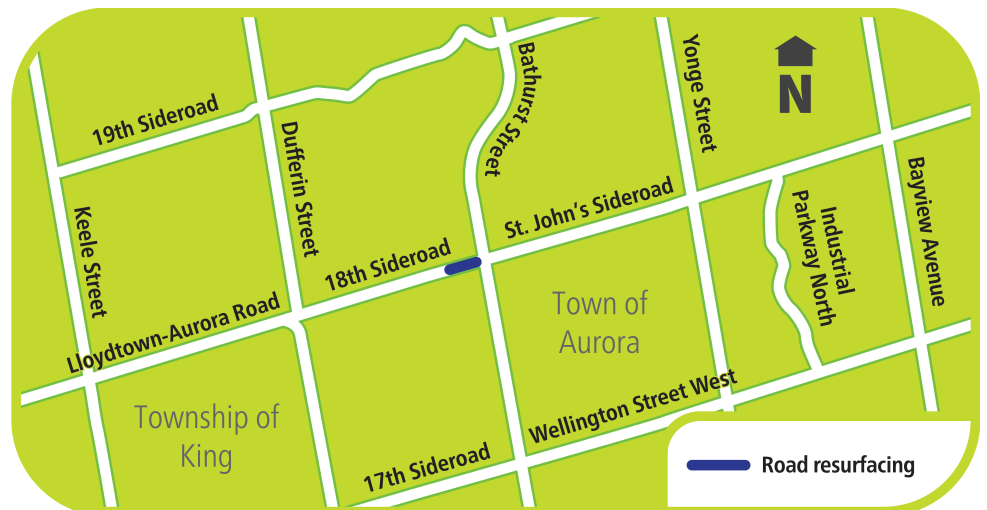 Bathurst Street
Yonge Street
N
19th Sideroad
Dufferin Street
Keele Street
St. John's Sideroad
Industrial
Parkway North
Bayview Avenue
18th Sideroad
Lloydtown-Aurora Road
Town of
Aurora
Township of
King
Wellington Street West
17th Sideroad
Road resurfacing